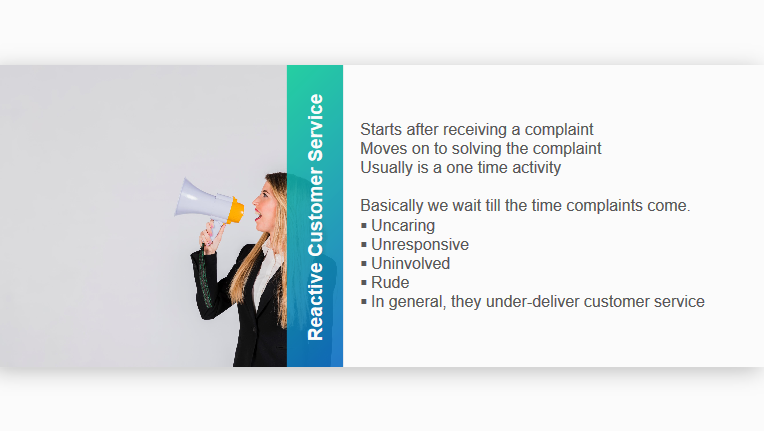 Reactive Customer Service
Starts after receiving a complaint
Moves on to solving the complaint
Usually is a one time activity
Basically we wait till the time complaints come.
▪ Uncaring
▪ Unresponsive
▪ Uninvolved
▪ Rude
▪ In general, they under-deliver customer service